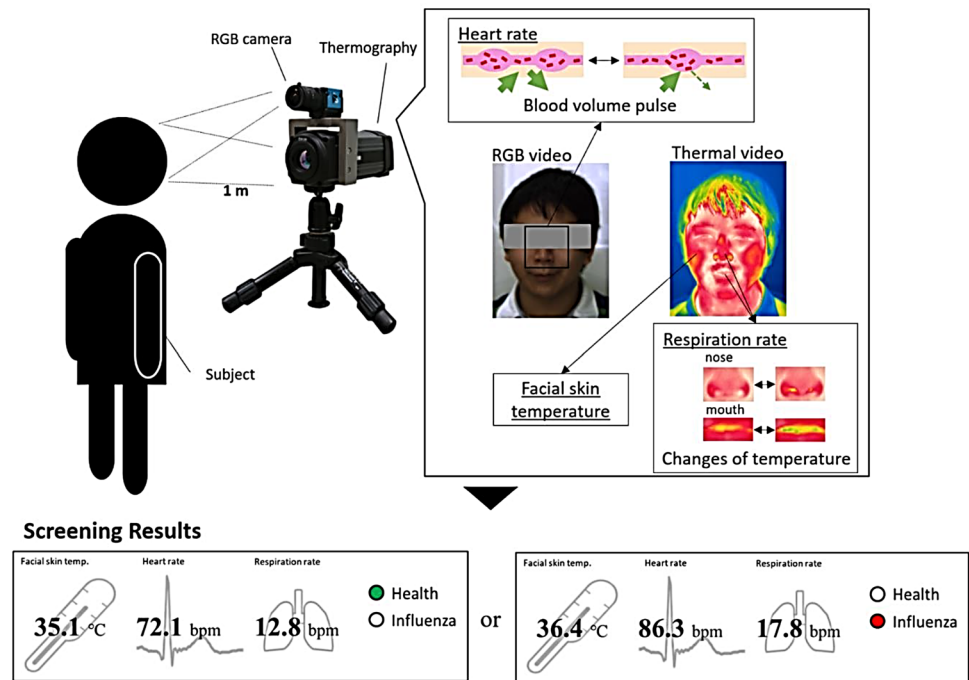 RGB camera
Thermography
1 m
Subject
Heart rate
Blood volume pulse
RGB video
Thermal video
Facial skin
temperature
Respiration rate
nose
mouth
Changes of temperature
Screening Results
Facial skin temp.
Heart rate
Respiration rate
35.1 °C
72.1 bpm
12.8 bpm
Health
Influenza
or
Facial skin temp.
Heart rate
Respiration rate
36.4 °C
86.3 bpm
17.8 bpm
Health
Influenza